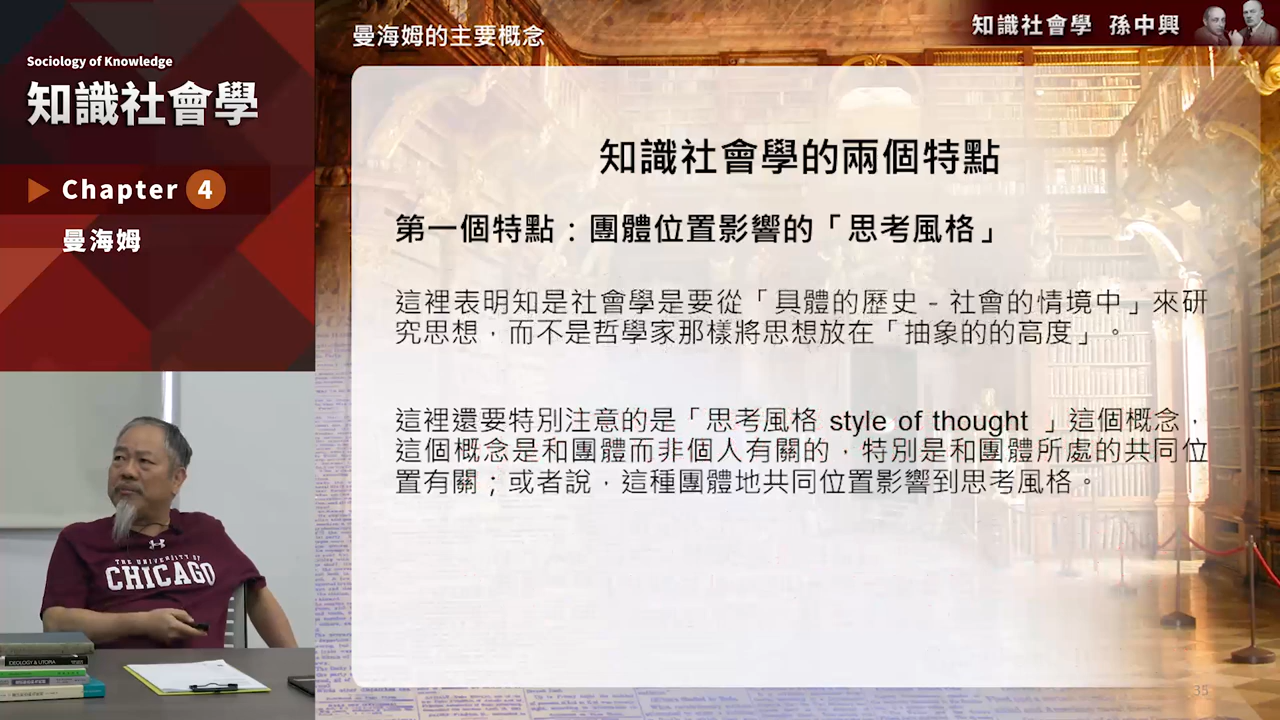 Sociology of Knowledge
知識社會學
Chapter 4
曼海姆
曼海姆的主要概念
知識社會學 孫中興
知識社會學的兩個特點
第一個特點：團體位置影響的「思考風格」
這裡表明知是社會學是要從「具體的歷史－社會的情境中」來研
究思想，而不是哲學家那樣將思想放在「抽象的的高度」。
這裡還要特別注意的是「思考風格 style of thought 」這個概念，
這個概念是和團體而非個人有關的，特別是和團體所處的共同位
置有關；或者說，這種團體地共同位置影響到思考風格。
THE UNIVERSITY OF
CHICAGO
IDEOLOGY & UTOPIA
35